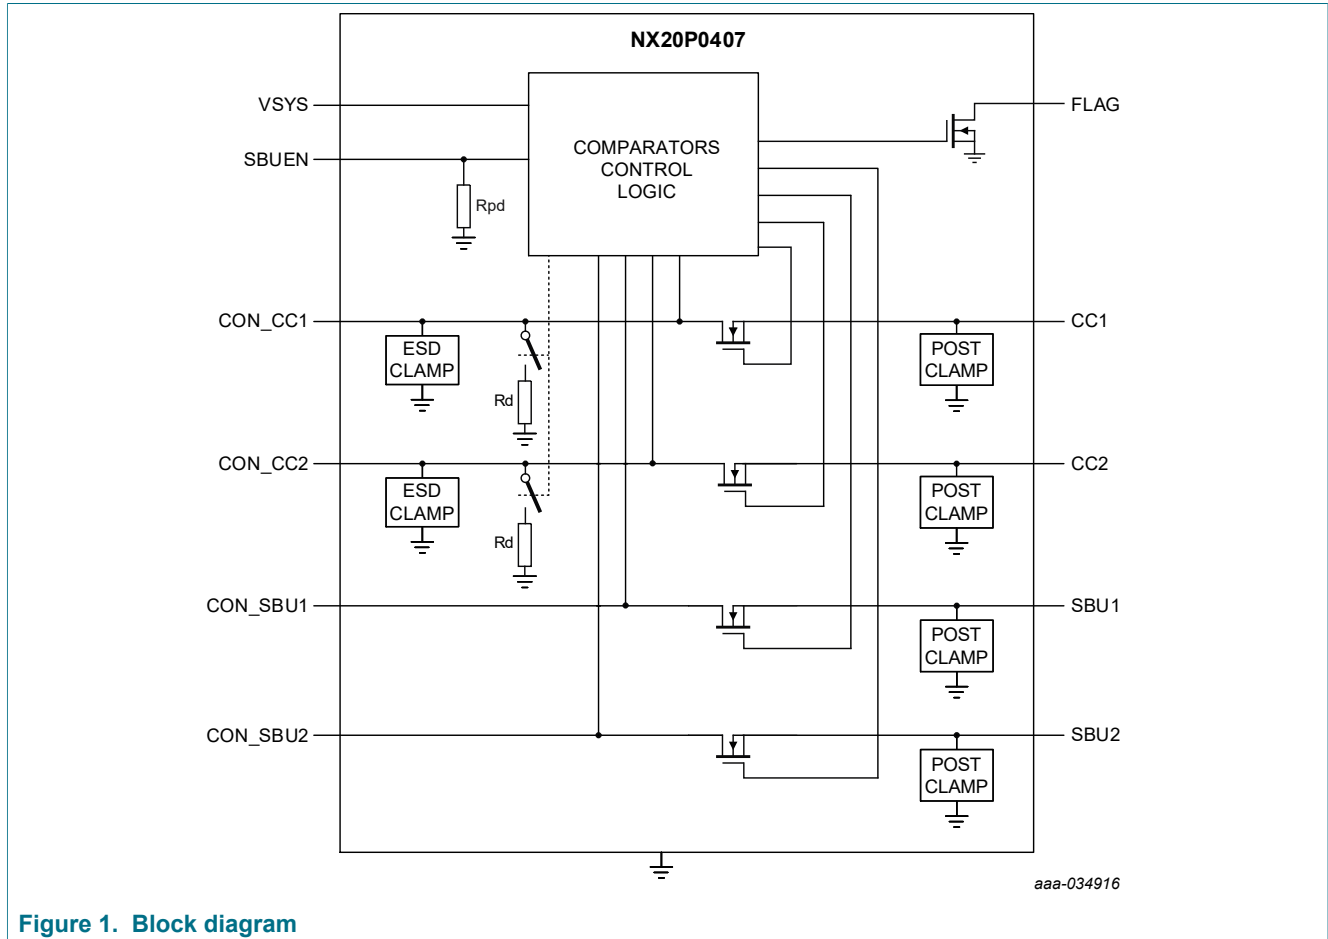 NX20P0407
VSYS
FLAG
SBUEN
COMPARATORS
CONTROL
LOGIC
Rpd
CON_CC1
CC1
ESD
CLAMP
POST
CLAMP
Rd
CON_CC2
CC2
ESD
CLAMP
POST
CLAMP
Rd
CON_SBU1
SBU1
POST
CLAMP
CON_SBU2
SBU2
POST
CLAMP
aaa-034916
Figure 1. Block diagram